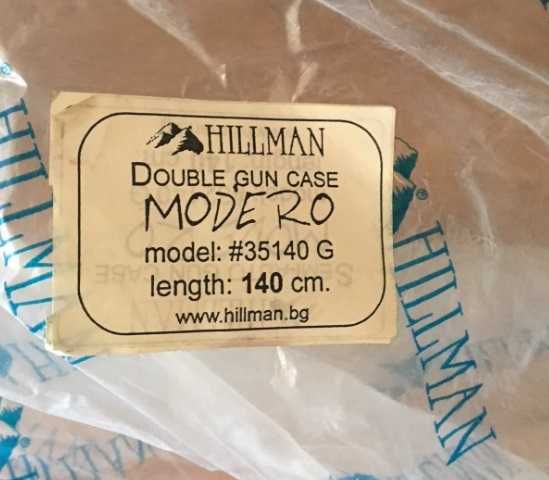 HILLMAN
DOUBLE GUN CASE
MODERO
model: #35140 G
length: 140 cm.
www.hillman.bg
HILLMAN
HILLMAN
®